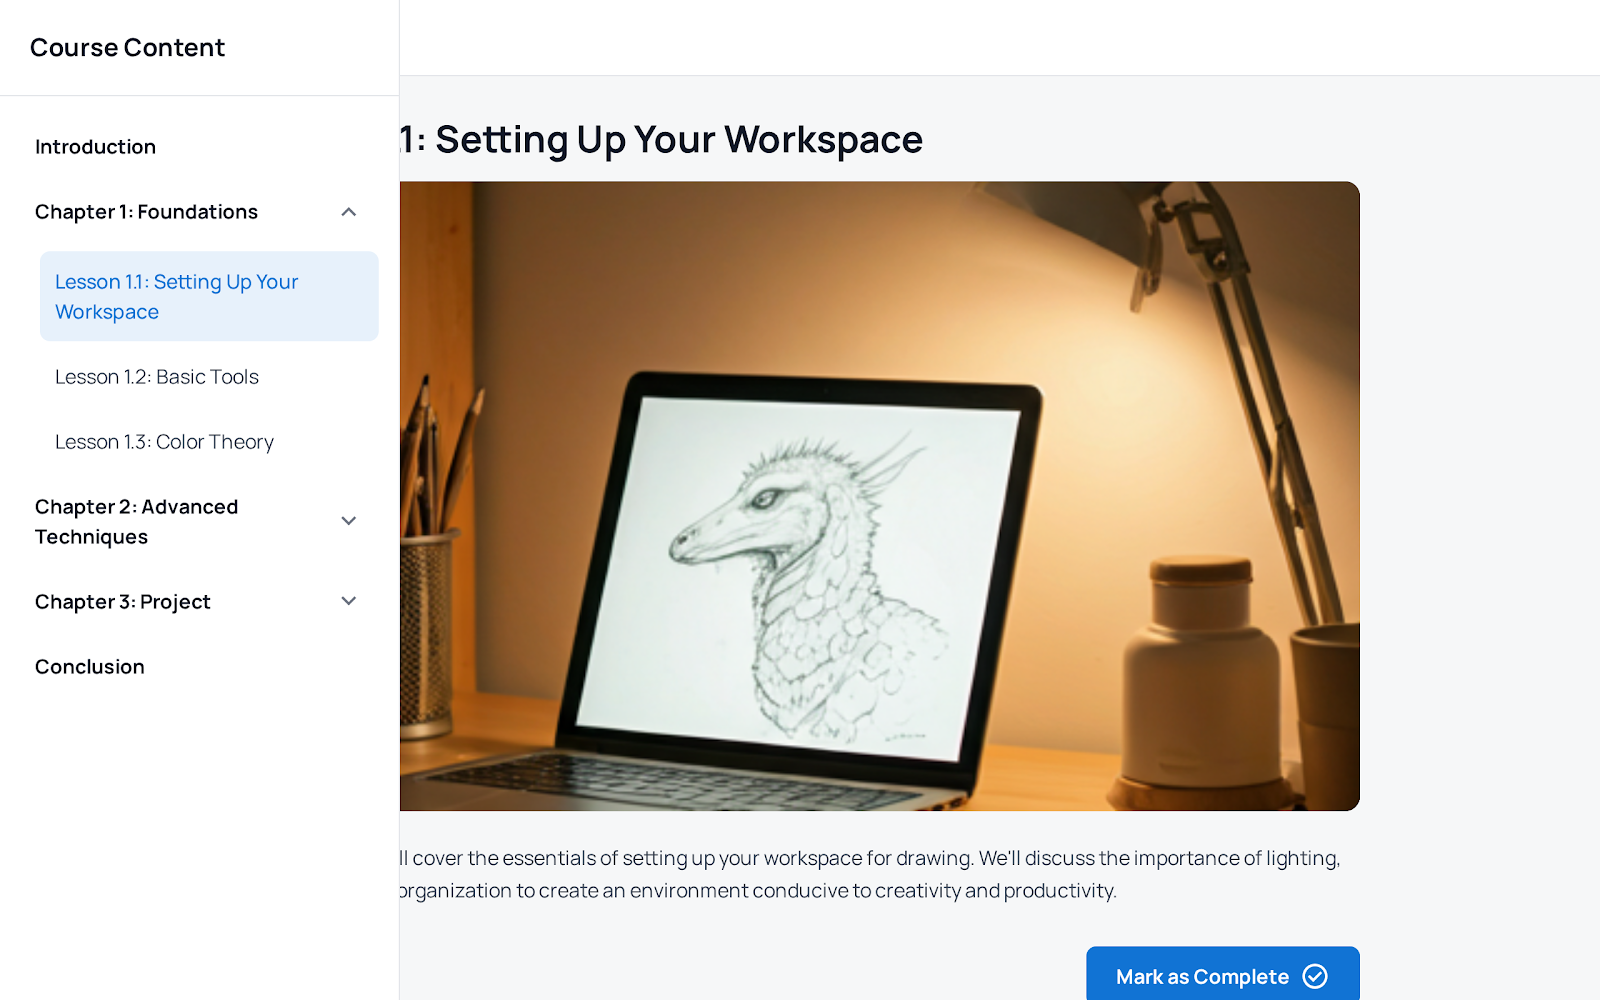 Course Content
Introduction
Chapter 1: Foundations
Lesson 1.1: Setting Up Your
Workspace
Lesson 1.2: Basic Tools
Lesson 1.3: Color Theory
Chapter 2: Advanced
Techniques
Chapter 3: Project
Conclusion
.1: Setting Up Your Workspace
ll cover the essentials of setting up your workspace for drawing. We'll discuss the importance of lighting,
organization to create an environment conducive to creativity and productivity.
Mark as Complete